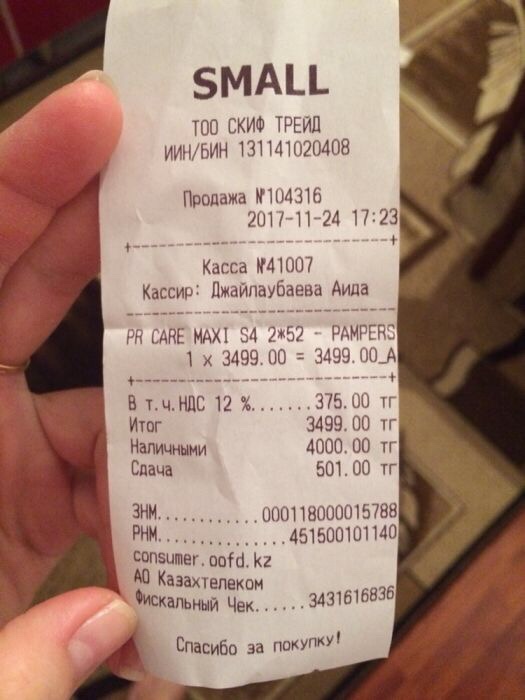 SMALL
ТОО СКИФ ТРЕЙД
ИИН/БИН 131141020408
Продажа №104316
2017-11-24 17:23
+--------------------------------+
Касса №41007
Кассир: Джайлаубаева Аида
--------------------------------
PR CARE MAXI S4 2*52 - PAMPERS
1 x 3499.00 = 3499.00_А
+--------------------------------+
В т.ч.НДС 12 %.......375.00 тг
Итог 3499.00 тг
Наличными 4000.00 тг
Сдача 501.00 тг
ЗНМ............000118000015788
РНМ...............451500101140
consumer.oofd.kz
АО Казахтелеком
Фискальный Чек......3431616836
Спасибо за покупку!